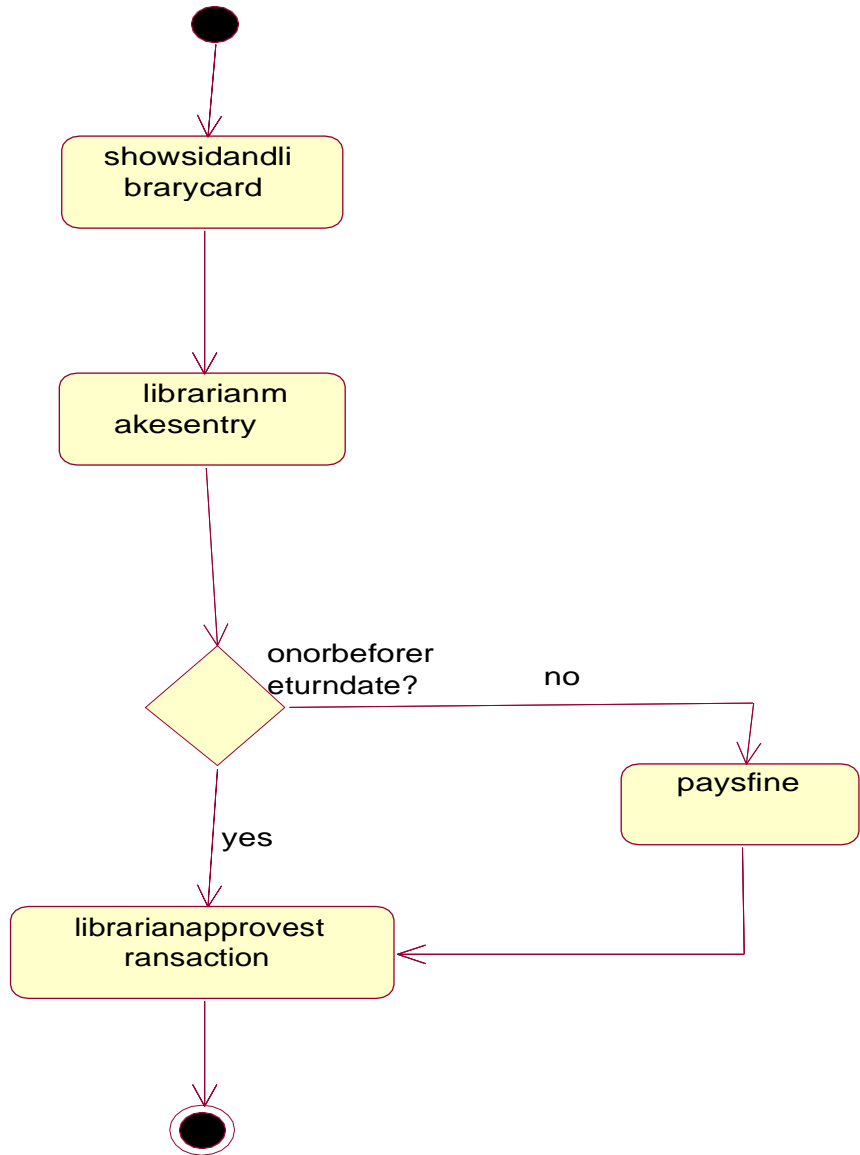 showsidandli
brarycard
librarianm
akesentry
onorbeforer
eturndate?
no
paysfine
yes
librarianapprovest
ransaction